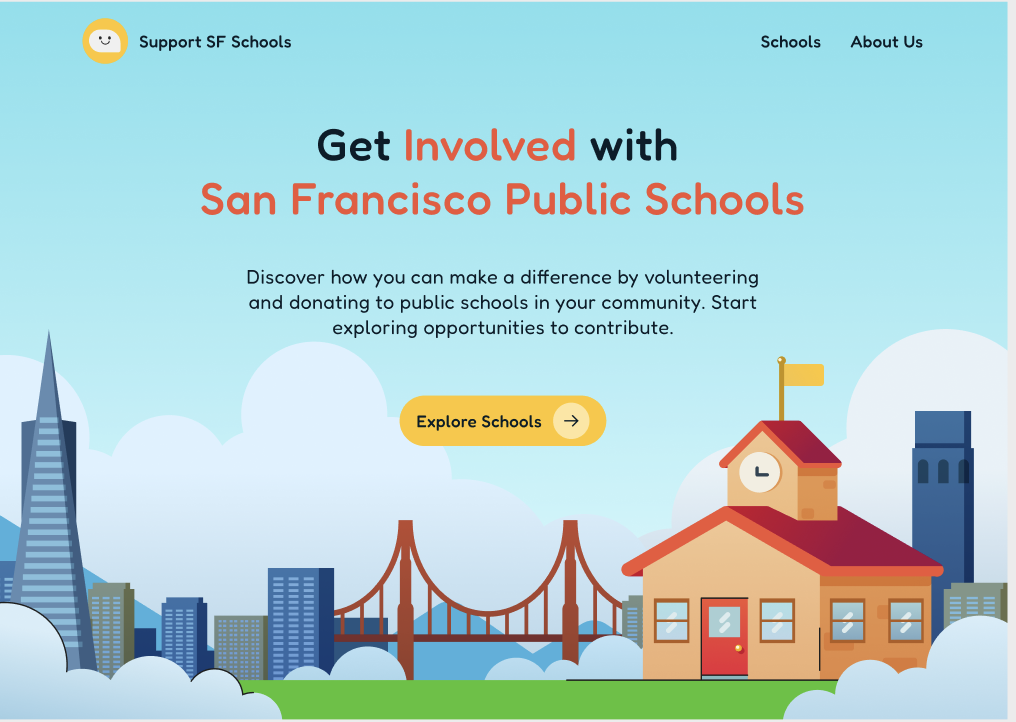 Support SF Schools
Schools
About Us
Get Involved with
San Francisco Public Schools
Discover how you can make a difference by volunteering
and donating to public schools in your community. Start
exploring opportunities to contribute.
Explore Schools